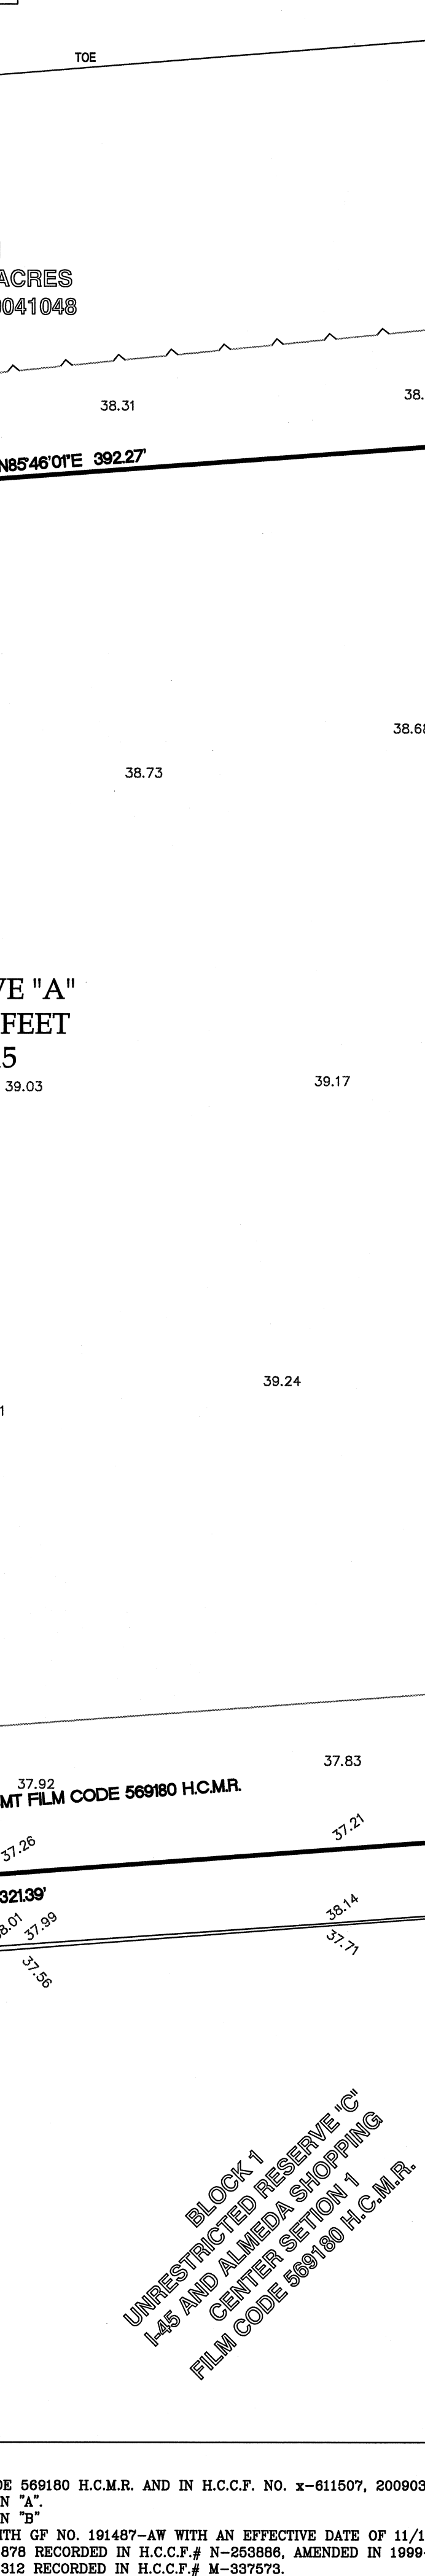 TOE
ACRES
0041048
38.31
38.
N85°46'01"E 392.27'
38.68
38.73
VE "A"
FEET
.5
39.03
39.17
39.24
1
37.83
37.92
MT FILM CODE 569180 H.C.M.R.
37.21
37.26
321.39'
38.14
38.01
37.99
37.71
37.56
BLOCK 1
UNRESTRICTED RESERVE "C"
I-45 AND ALMEDA SHOPPING
CENTER SETION 1
FILM CODE 569180 H.C.M.R.
DE 569180 H.C.M.R. AND IN H.C.C.F. NO. x-611507, 200903
N "A".
N "B"
ITH GF NO. 191487-AW WITH AN EFFECTIVE DATE OF 11/1
878 RECORDED IN H.C.C.F.# N-253886, AMENDED IN 1999-
312 RECORDED IN H.C.C.F.# M-337573.